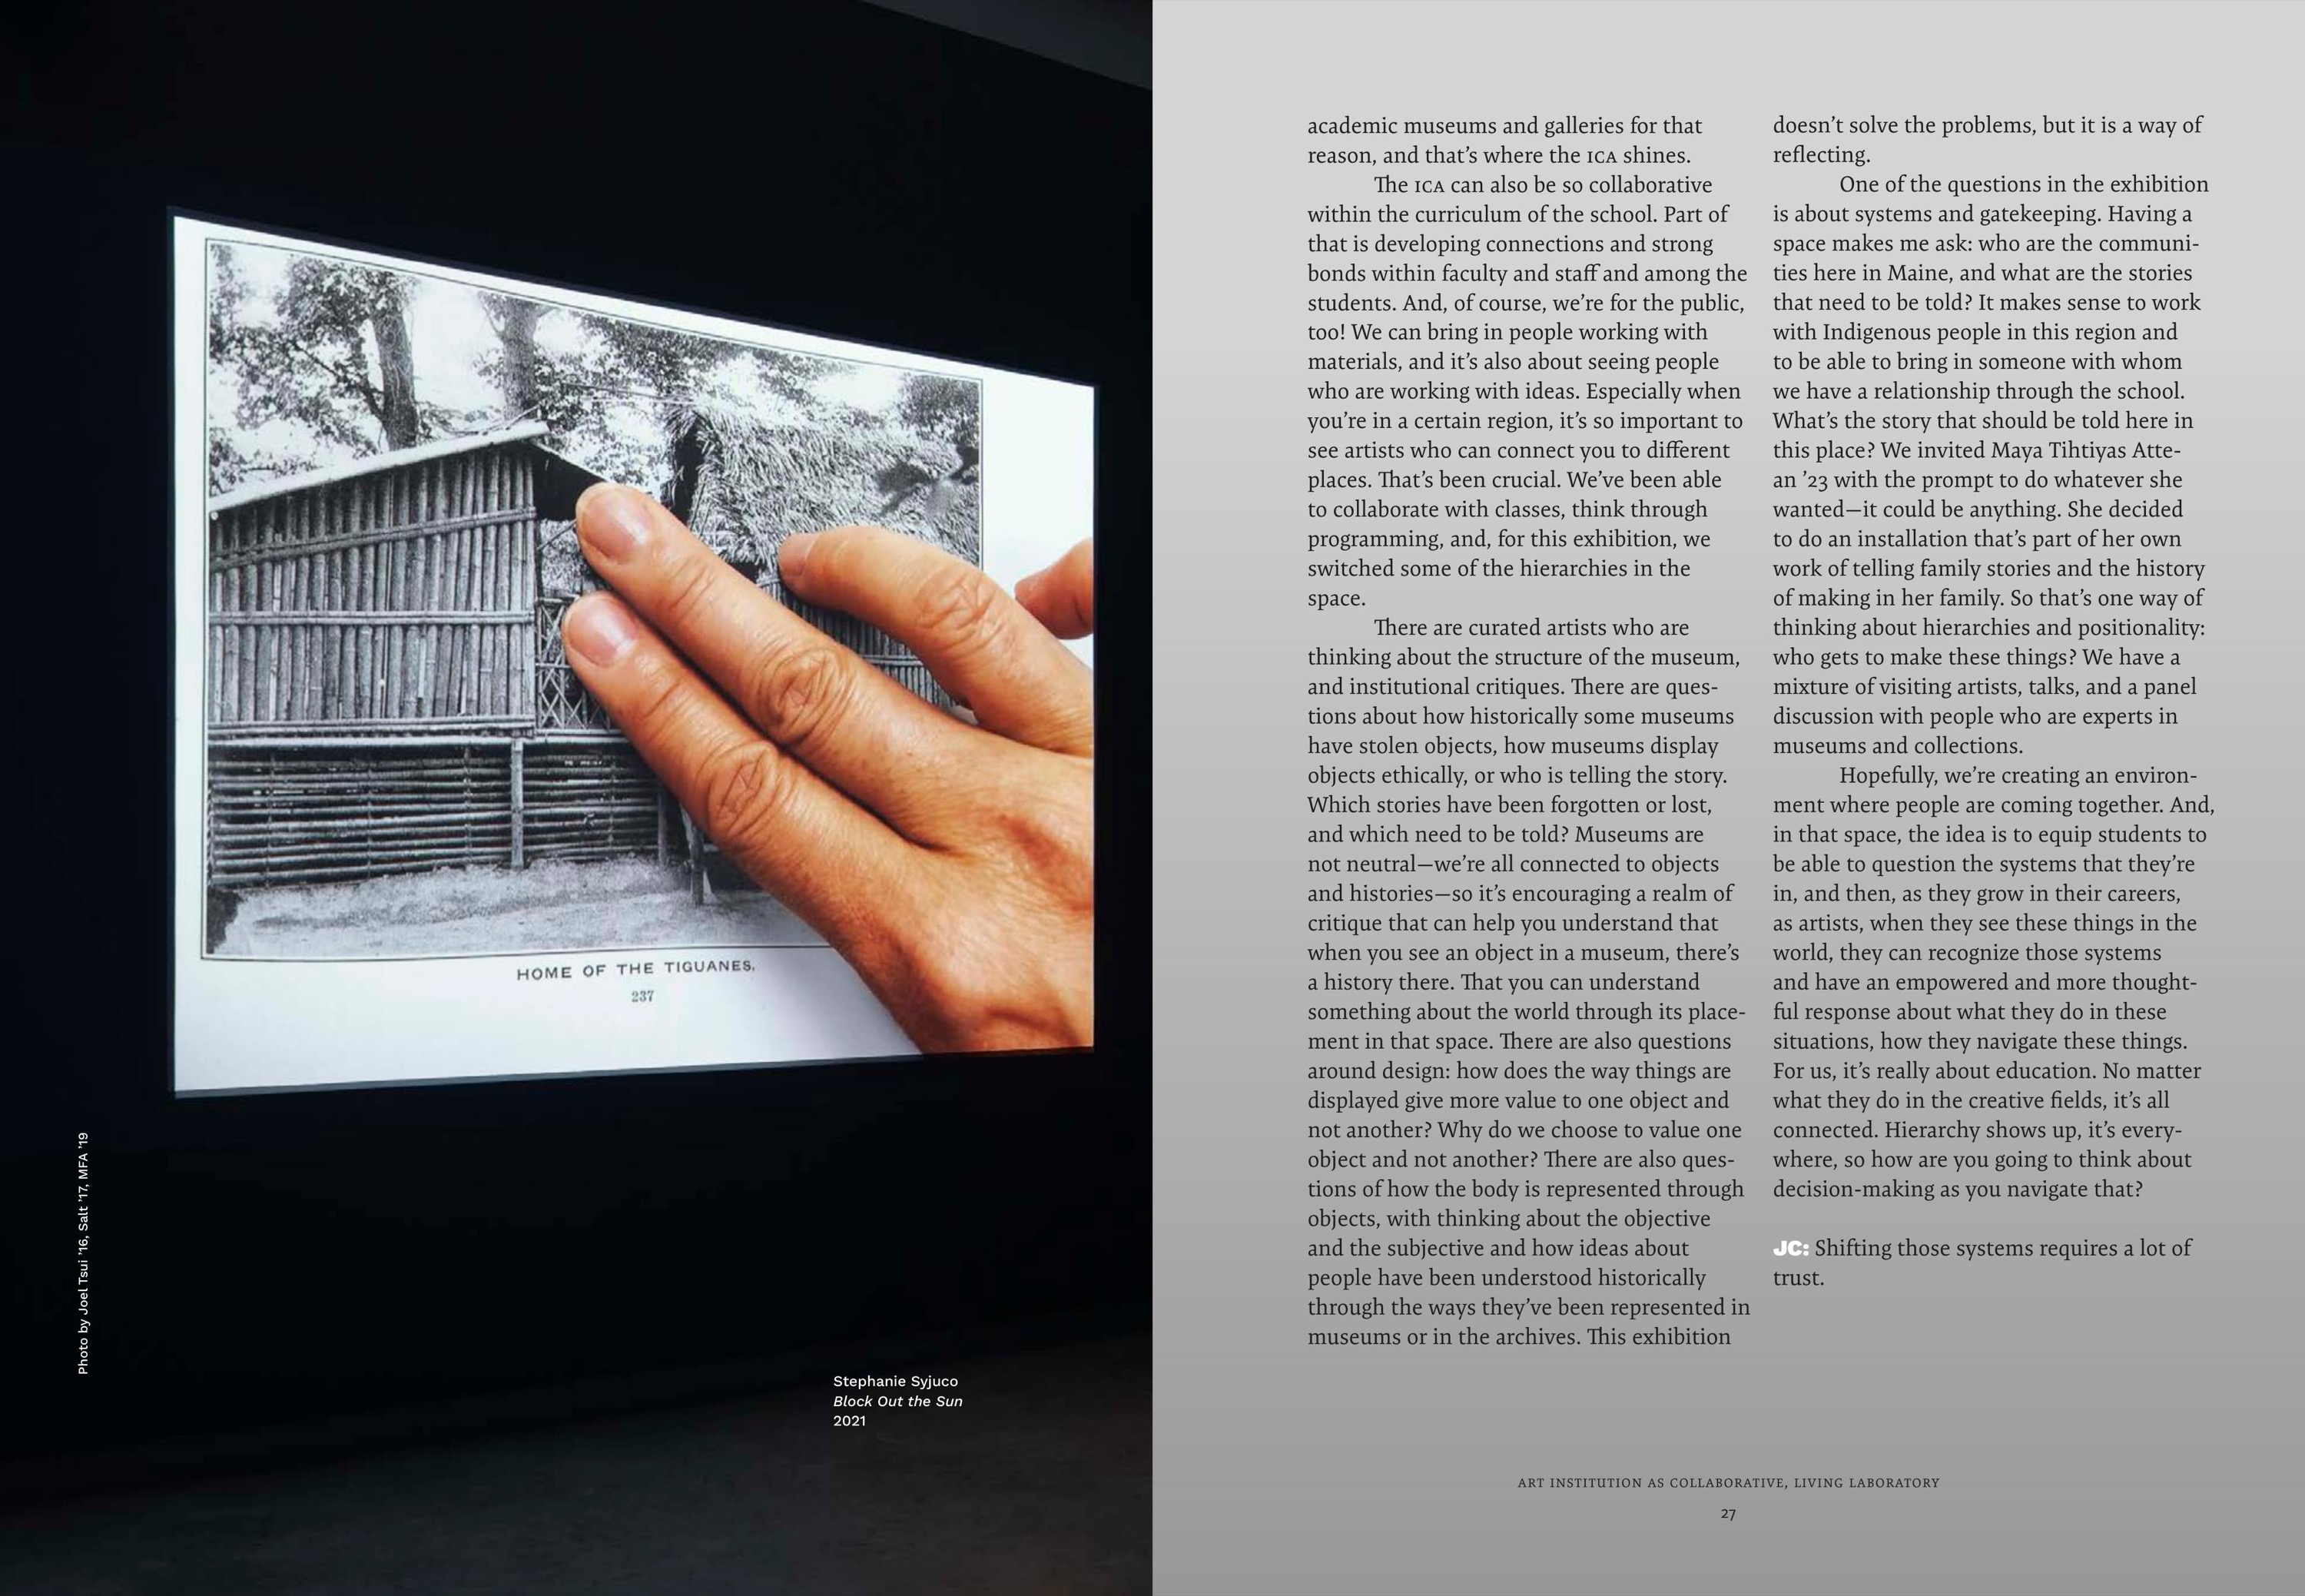 HOME OF THE TIGUANES.
237
Photo by Joel Tsui ’16, Salt ’17, MFA ’19
Stephanie Syjuco
Block Out the Sun
2021
academic museums and galleries for that
reason, and that’s where the ICA shines.
The ICA can also be so collaborative
within the curriculum of the school. Part of
that is developing connections and strong
bonds within faculty and staff and among the
students. And, of course, we’re for the public,
too! We can bring in people working with
materials, and it’s also about seeing people
who are working with ideas. Especially when
you’re in a certain region, it’s so important to
see artists who can connect you to different
places. That’s been crucial. We’ve been able
to collaborate with classes, think through
programming, and, for this exhibition, we
switched some of the hierarchies in the
space.
There are curated artists who are
thinking about the structure of the museum,
and institutional critiques. There are ques-
tions about how historically some museums
have stolen objects, how museums display
objects ethically, or who is telling the story.
Which stories have been forgotten or lost,
and which need to be told? Museums are
not neutral—we’re all connected to objects
and histories—so it’s encouraging a realm of
critique that can help you understand that
when you see an object in a museum, there’s
a history there. That you can understand
something about the world through its place-
ment in that space. There are also questions
around design: how does the way things are
displayed give more value to one object and
not another? Why do we choose to value one
object and not another? There are also ques-
tions of how the body is represented through
objects, with thinking about the objective
and the subjective and how ideas about
people have been understood historically
through the ways they’ve been represented in
museums or in the archives. This exhibition
doesn’t solve the problems, but it is a way of
reflecting.
One of the questions in the exhibition
is about systems and gatekeeping. Having a
space makes me ask: who are the communi-
ties here in Maine, and what are the stories
that need to be told? It makes sense to work
with Indigenous people in this region and
to be able to bring in someone with whom
we have a relationship through the school.
What’s the story that should be told here in
this place? We invited Maya Tihtiyas Atte-
an ’23 with the prompt to do whatever she
wanted—it could be anything. She decided
to do an installation that’s part of her own
work of telling family stories and the history
of making in her family. So that’s one way of
thinking about hierarchies and positionality:
who gets to make these things? We have a
mixture of visiting artists, talks, and a panel
discussion with people who are experts in
museums and collections.
Hopefully, we’re creating an environ-
ment where people are coming together. And,
in that space, the idea is to equip students to
be able to question the systems that they’re
in, and then, as they grow in their careers,
as artists, when they see these things in the
world, they can recognize those systems
and have an empowered and more thought-
ful response about what they do in these
situations, how they navigate these things.
For us, it’s really about education. No matter
what they do in the creative fields, it’s all
connected. Hierarchy shows up, it’s every-
where, so how are you going to think about
decision-making as you navigate that?
JC: Shifting those systems requires a lot of
trust.
ART INSTITUTION AS COLLABORATIVE, LIVING LABORATORY
27